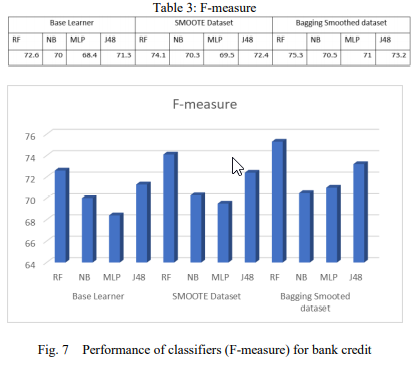 Table 3: F-measure
Base Learner SMOOTE Dataset Bagging Smoothed dataset
RF NB MLP J48 RF NB MLP J48 RF NB MLP J48
72.6 70 68.4 71.3 74.1 70.3 69.5 72.4 75.3 70.5 71 73.2
F-measure
76
74
72
70
68
66
64
RF NB MLP J48 RF NB MLP J48 RF NB MLP J48
Base Learner SMOOTE Dataset Bagging Smooted
dataset
Fig. 7 Performance of classifiers (F-measure) for bank credit